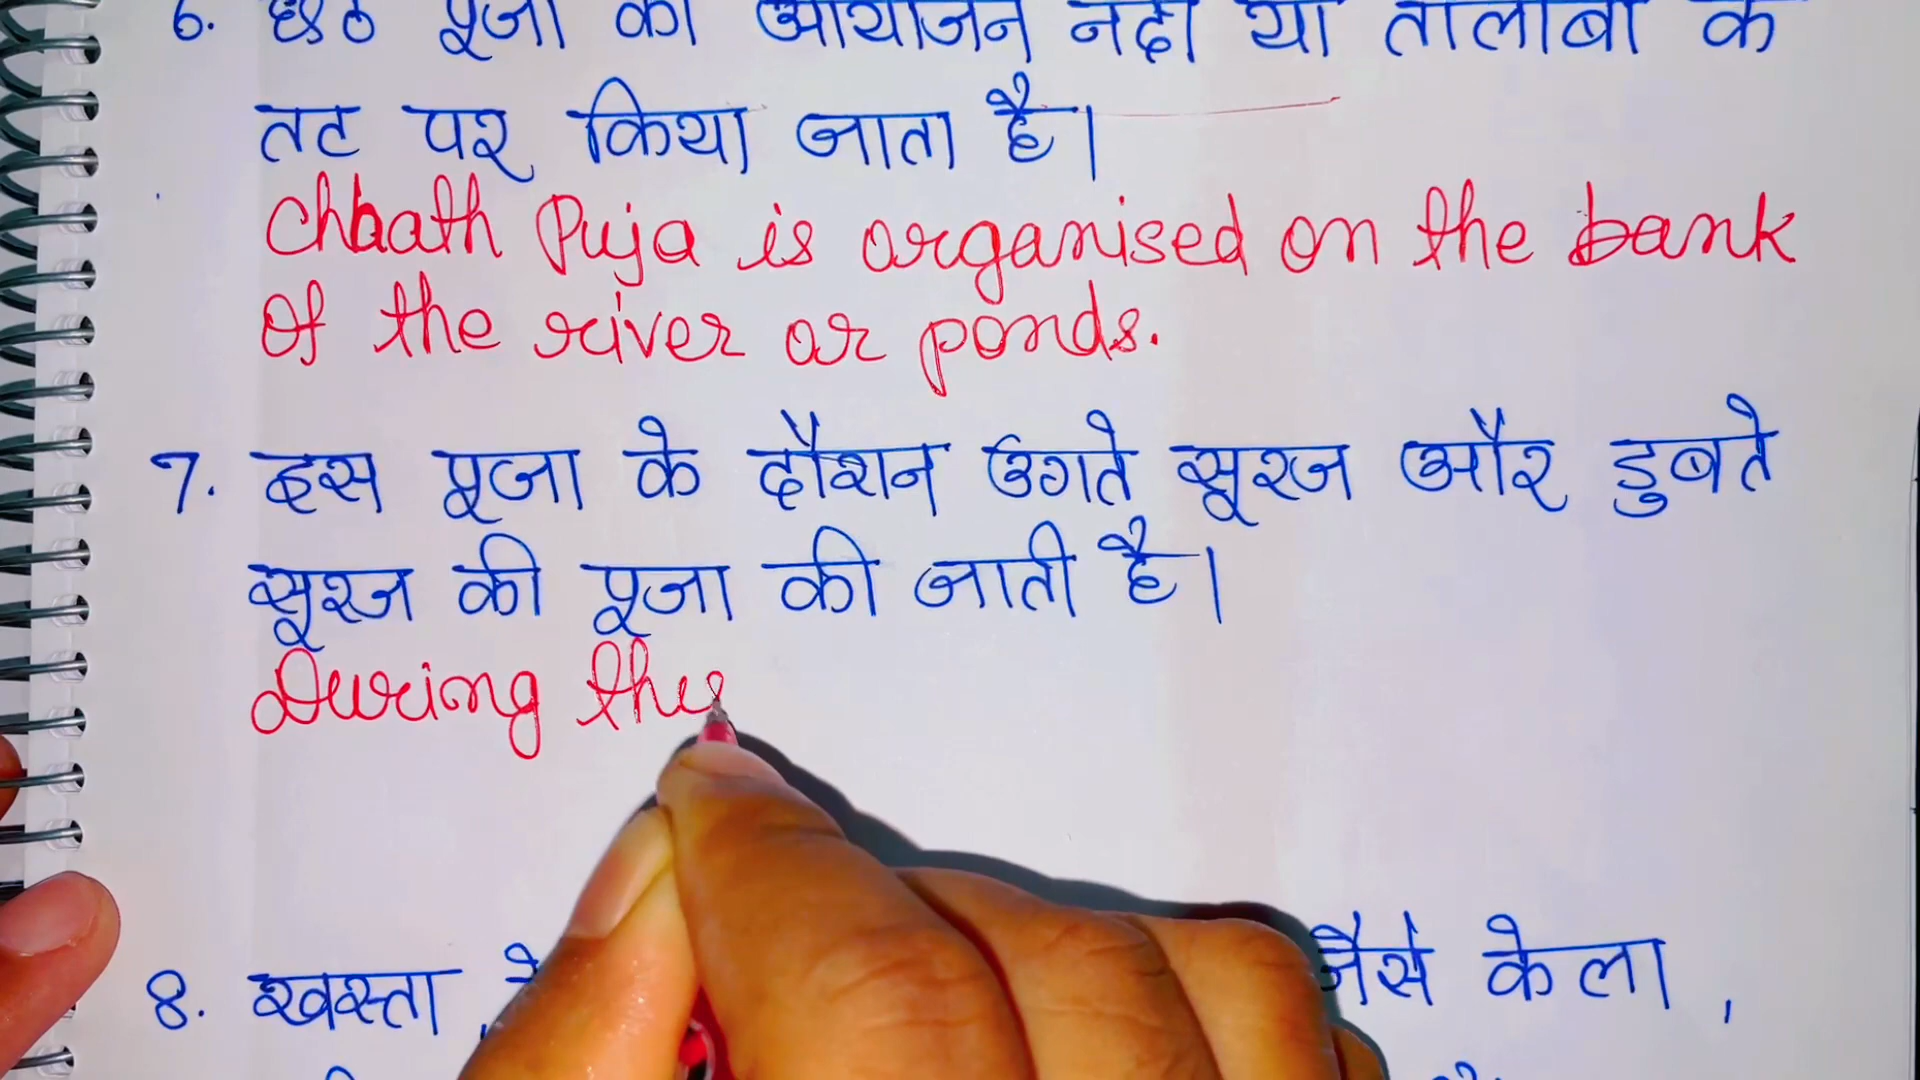 6. छठ पूजा का आयोजन नदी या तालाबों के
तट पर किया जाता है।
Chhath Puja is organised on the bank
of the river or ponds.
7. इस पूजा के दौरान उगते सूरज और डुबते
सूरज की पूजा की जाती है।
During this
8. खस्ता, जैसे केला,